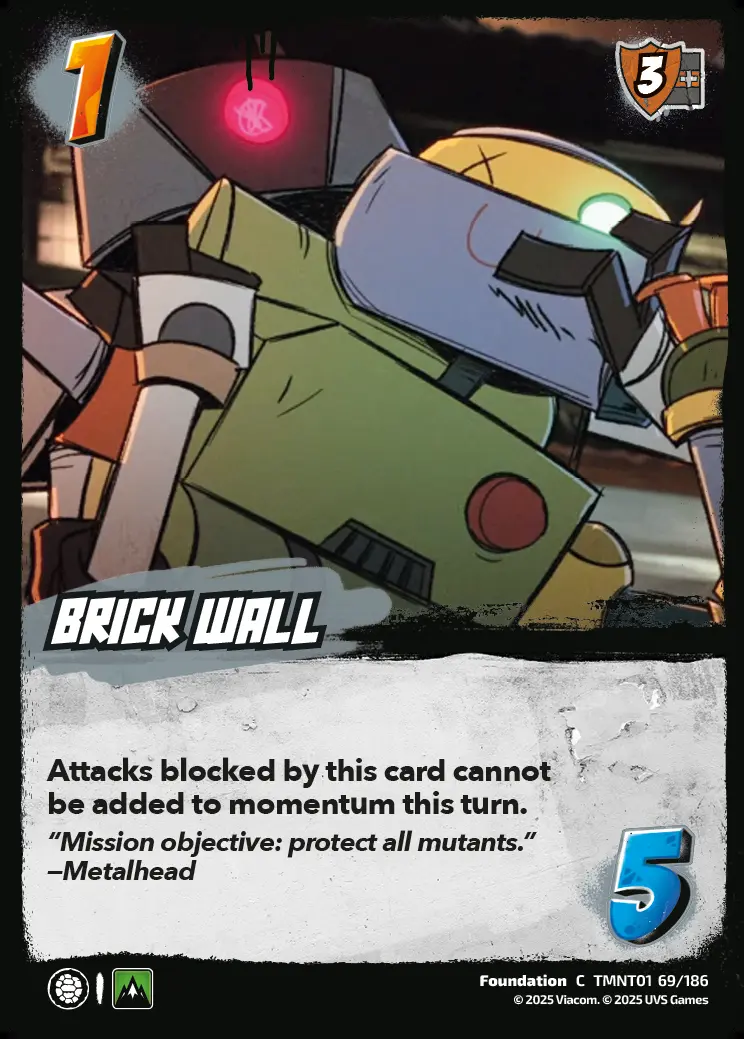 1
3
BRICK WALL
Attacks blocked by this card cannot
be added to momentum this turn.
“Mission objective: protect all mutants.”
—Metalhead
5
Foundation C TMNT01 69/186
© 2025 Viacom. © 2025 UVS Games